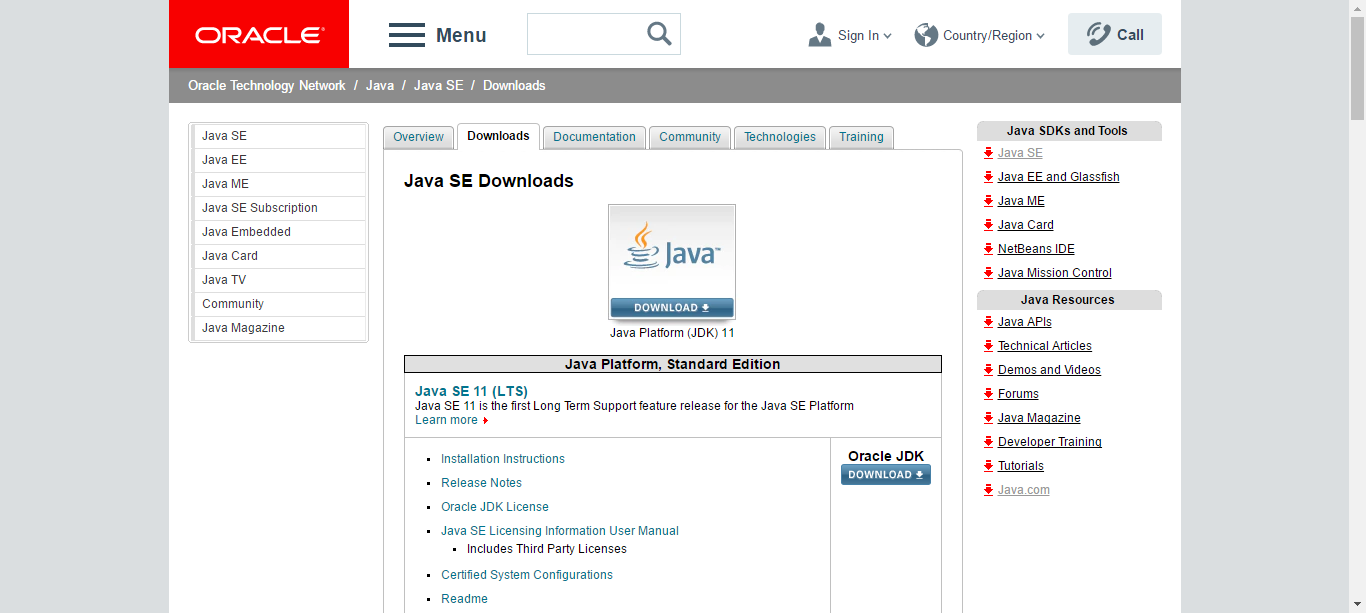 ORACLE
Menu
Sign In
Country/Region
Call
Oracle Technology Network / Java / Java SE / Downloads
Java SE
Java EE
Java ME
Java SE Subscription
Java Embedded
Java Card
Java TV
Community
Java Magazine
Overview
Downloads
Documentation
Community
Technologies
Training
Java SE Downloads
Java™
DOWNLOAD
Java Platform (JDK) 11
Java Platform, Standard Edition
Java SE 11 (LTS)
Java SE 11 is the first Long Term Support feature release for the Java SE Platform
Learn more
Installation Instructions
Release Notes
Oracle JDK License
Java SE Licensing Information User Manual
Includes Third Party Licenses
Certified System Configurations
Readme
Oracle JDK
DOWNLOAD
Java SDKs and Tools
Java SE
Java EE and Glassfish
Java ME
Java Card
NetBeans IDE
Java Mission Control
Java Resources
Java APIs
Technical Articles
Demos and Videos
Forums
Java Magazine
Developer Training
Tutorials
Java.com